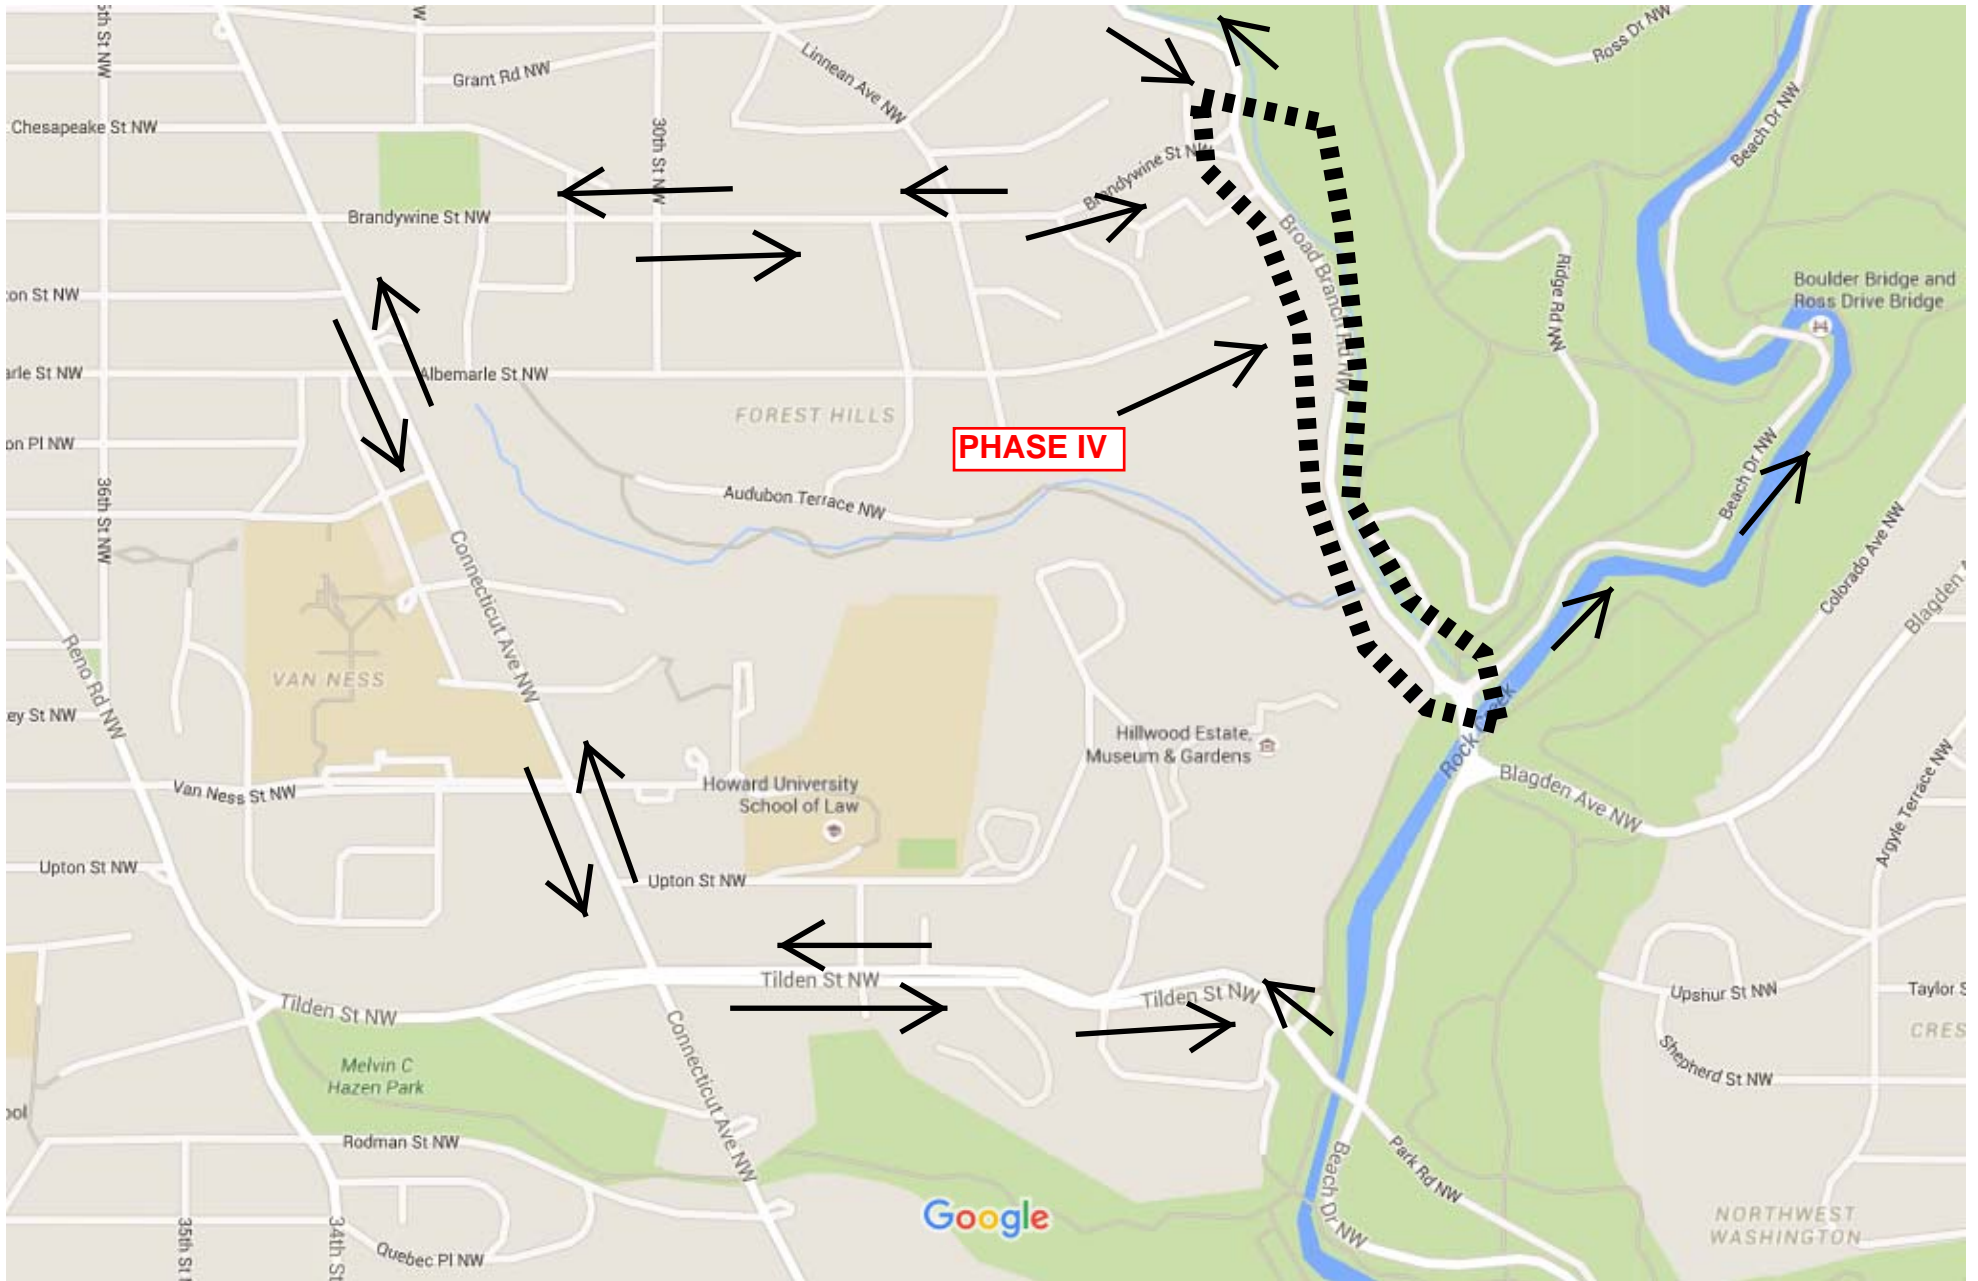 5th St NW
W
Grant Rd NW
Linnean Ave NW
Ross Dr NW
Chesapeake St NW
30th St NW
Beach Dr NW
Brandywine St NW
Brandywine St NW
Broad Branch Rd NW
Ridge Rd NW
Boulder Bridge and
Ross Drive Bridge
ton St NW
arle St NW
Albemarle St NW
FOREST HILLS
PHASE IV
on Pl NW
36th St NW
Audubon Terrace NW
Beach Dr NW
Colorado Ave NW
Blagden A
Connecticut Ave NW
Reno Rd NW
VAN NESS
ey St NW
Hillwood Estate,
Museum & Gardens
Rock Creek
Blagden Ave NW
Argyle Terrace NW
Van Ness St NW
Howard University
School of Law
Upton St NW
Upton St NW
Tilden St NW
Tilden St NW
Tilden St NW
Upshur St NW
Taylor S
CRES
Connecticut Ave NW
Melvin C
Hazen Park
Shepherd St NW
ool
Rodman St NW
Park Rd NW
Beach Dr NW
35th St
34th St
Quebec Pl NW
Google
NORTHWEST
WASHINGTON